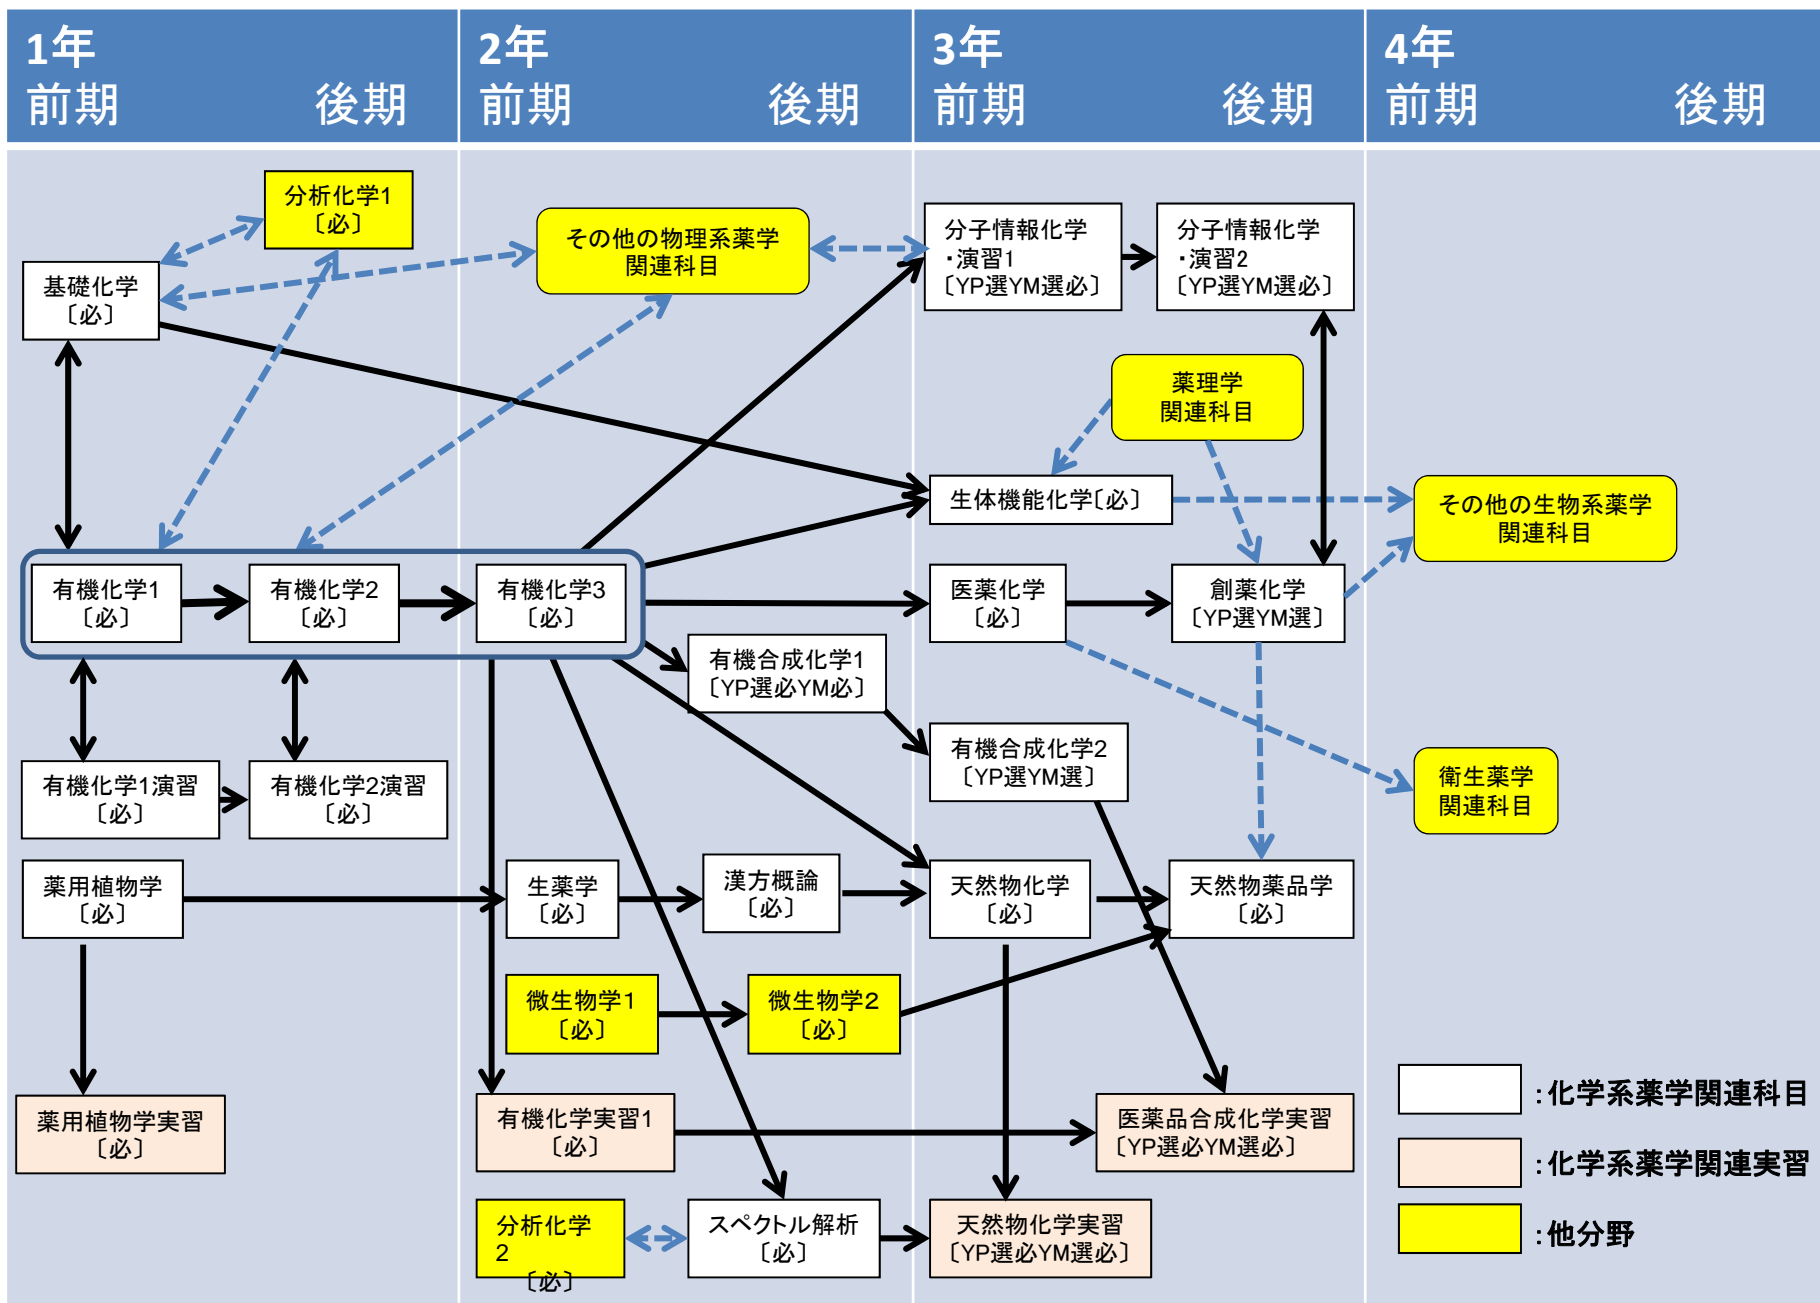 1年
前期 後期
2年
前期 後期
3年
前期 後期
4年
前期 後期
分析化学1
〔必〕
その他の物理系薬学
関連科目
分子情報化学
・演習1
〔YP選YM選必〕
分子情報化学
・演習2
〔YP選YM選必〕
基礎化学
〔必〕
薬理学
関連科目
生体機能化学〔必〕
その他の生物系薬学
関連科目
有機化学1
〔必〕
有機化学2
〔必〕
有機化学3
〔必〕
医薬化学
〔必〕
創薬化学
〔YP選YM選〕
有機合成化学1
〔YP選必YM必〕
有機合成化学2
〔YP選YM選〕
有機化学1演習
〔必〕
有機化学2演習
〔必〕
衛生薬学
関連科目
薬用植物学
〔必〕
生薬学
〔必〕
漢方概論
〔必〕
天然物化学
〔必〕
天然物薬品学
〔必〕
微生物学1
〔必〕
微生物学2
〔必〕
薬用植物学実習
〔必〕
有機化学実習1
〔必〕
医薬品合成化学実習
〔YP選必YM選必〕
分析化学
2
〔必〕
スペクトル解析
〔必〕
天然物化学実習
〔YP選必YM選必〕
:化学系薬学関連科目
:化学系薬学関連実習
:他分野